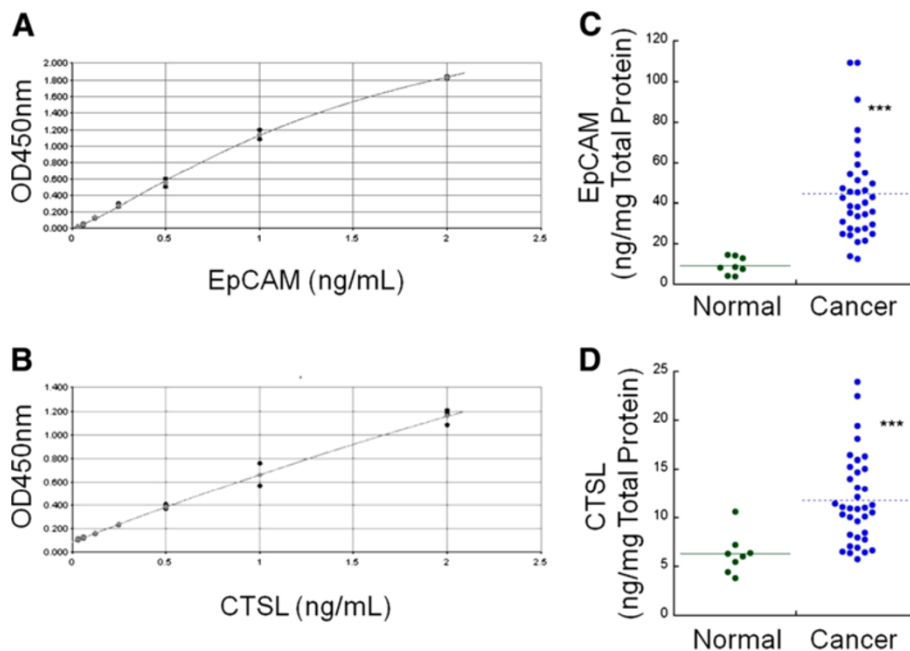 A
OD450nm
2.000
1.800
1.600
1.400
1.200
1.000
0.800
0.600
0.400
0.200
0.000
0 0.5 1 1.5 2 2.5
EpCAM (ng/mL)
B
OD450nm
1.400
1.200
1.000
0.800
0.600
0.400
0.200
0.000
0 0.5 1 1.5 2 2.5
CTSL (ng/mL)
C
EpCAM
(ng/mg Total Protein)
120
100
80
60
40
20
0
***
Normal Cancer
D
CTSL
(ng/mg Total Protein)
25
20
15
10
5
0
***
Normal Cancer